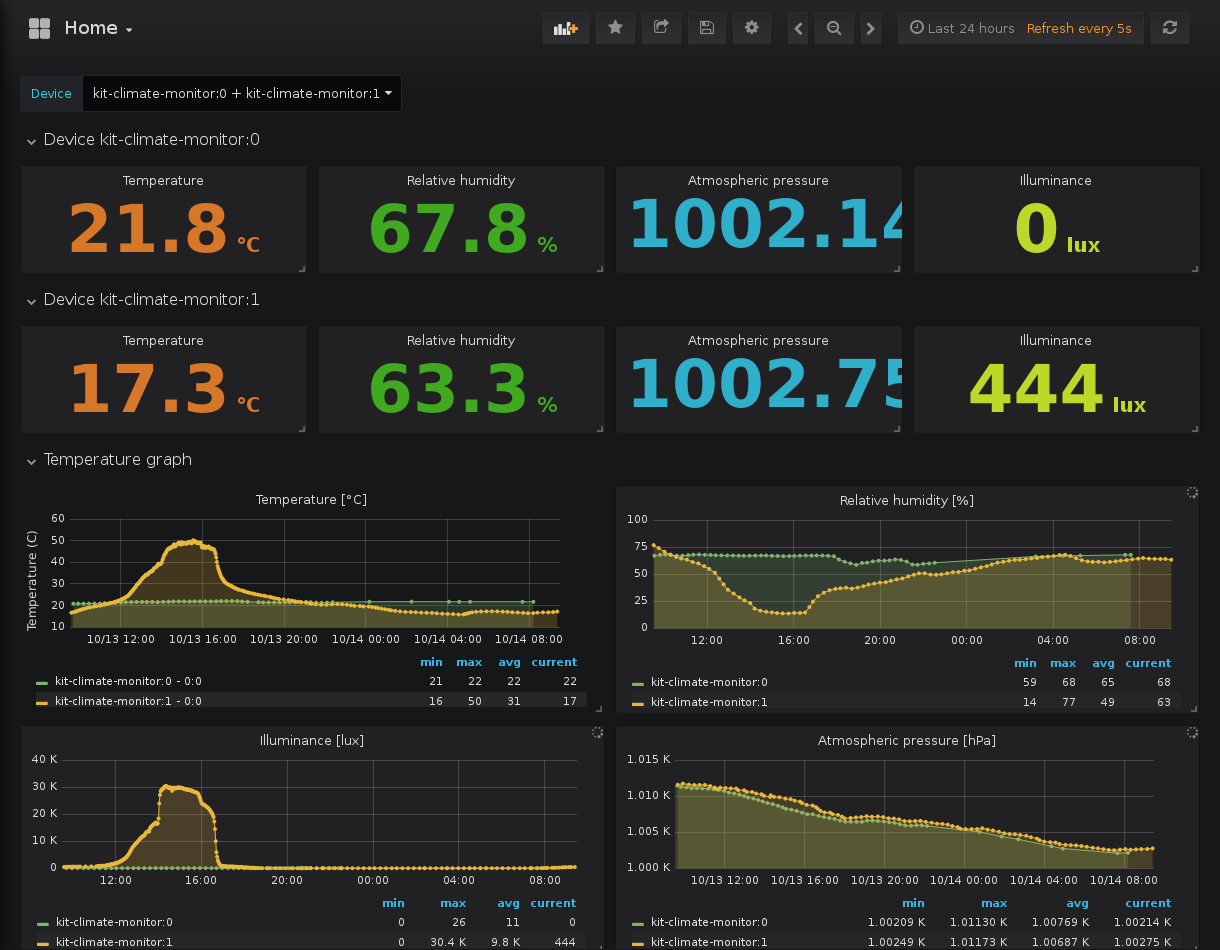 Home
Last 24 hours Refresh every 5s
Device kit-climate-monitor:0 + kit-climate-monitor:1
Device kit-climate-monitor:0
Temperature Relative humidity Atmospheric pressure Illuminance
21.8 °C 67.8 % 1002.14 0 lux
Device kit-climate-monitor:1
Temperature Relative humidity Atmospheric pressure Illuminance
17.3 °C 63.3 % 1002.75 444 lux
Temperature graph
Temperature [°C]
Temperature (C)
60
50
40
30
20
10
10/13 12:00 10/13 16:00 10/13 20:00 10/14 00:00 10/14 04:00 10/14 08:00
min max avg current
kit-climate-monitor:0 - 0:0 21 22 22 22
kit-climate-monitor:1 - 0:0 16 50 31 17
Relative humidity [%]
100
75
50
25
0
12:00 16:00 20:00 00:00 04:00 08:00
min max avg current
kit-climate-monitor:0 59 68 65 68
kit-climate-monitor:1 14 77 49 63
Illuminance [lux]
40 K
30 K
20 K
10 K
0
12:00 16:00 20:00 00:00 04:00 08:00
min max avg current
kit-climate-monitor:0 0 26 11 0
kit-climate-monitor:1 0 30.4 K 9.8 K 444
Atmospheric pressure [hPa]
1.015 K
1.010 K
1.005 K
1.000 K
10/13 12:00 10/13 16:00 10/13 20:00 10/14 00:00 10/14 04:00 10/14 08:00
min max avg current
kit-climate-monitor:0 1.00209 K 1.01130 K 1.00769 K 1.00214 K
kit-climate-monitor:1 1.00249 K 1.01173 K 1.00687 K 1.00275 K